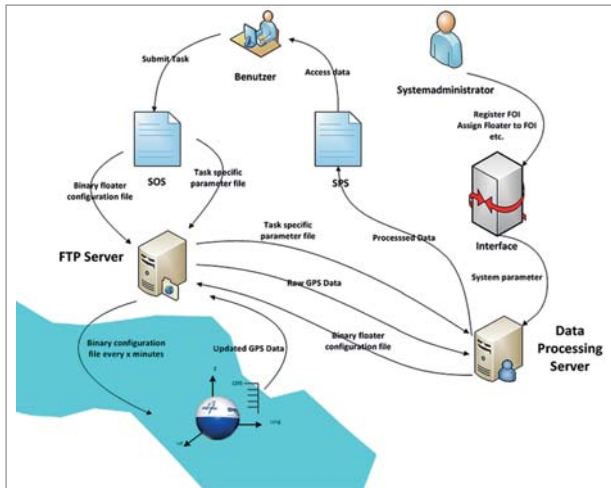 Submit Task
Benutzer
Access data
Systemadministrator
Register FOI
Assign Floater to FOI
etc.
SOS
SPS
Binary floater
configuration file
Task specific
parameter file
Interface
FTP Server
Task specific
parameter file
Processsed Data
System parameter
Raw GPS Data
Data
Processing
Server
Binary configuration
file every x minutes
Updated GPS Data
Binary floater
configuration file
z